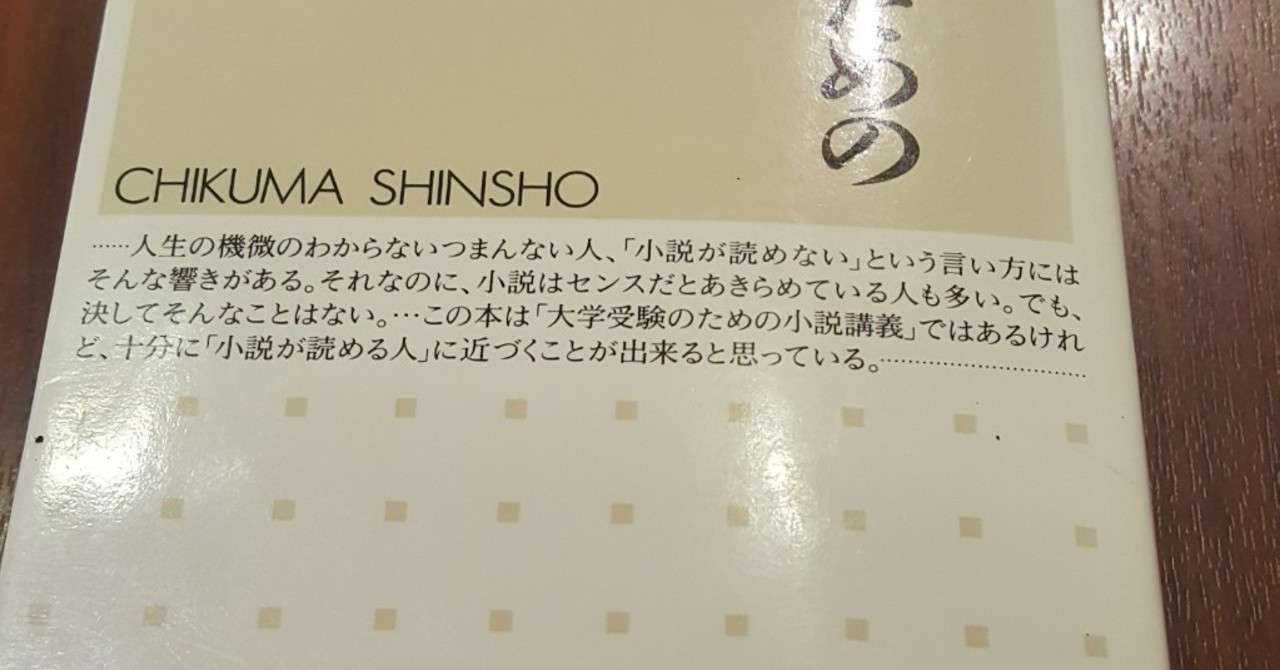 ための
CHIKUMA SHINSHO
……人生の機微のわからないつまんない人、「小説が読めない」という言い方には
そんな響きがある。それなのに、小説はセンスだとあきらめている人も多い。でも、
決してそんなことはない。…この本は「大学受験のための小説講義」ではあるけれ
ど、十分に「小説が読める人」に近づくことが出来ると思っている。……………………